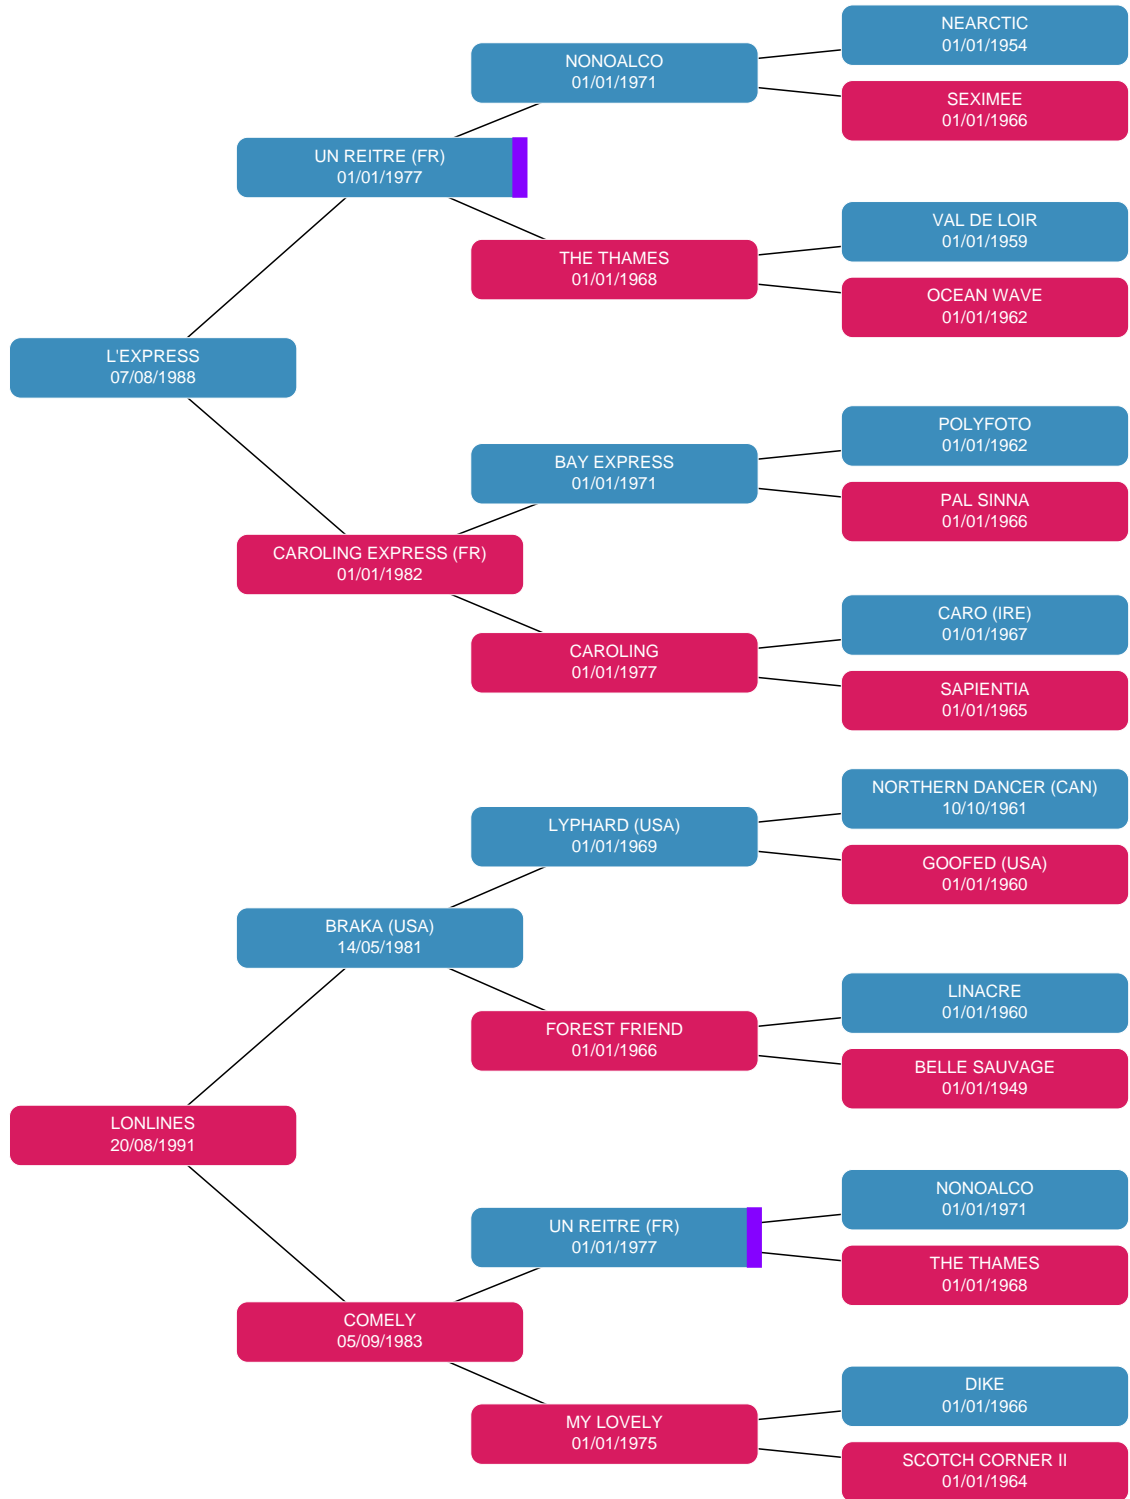 NEARCTIC
01/01/1954
NONOALCO
01/01/1971
SEXIMEE
01/01/1966
UN REITRE (FR)
01/01/1977
VAL DE LOIR
01/01/1959
THE THAMES
01/01/1968
OCEAN WAVE
01/01/1962
L'EXPRESS
07/08/1988
POLYFOTO
01/01/1962
BAY EXPRESS
01/01/1971
PAL SINNA
01/01/1966
CAROLING EXPRESS (FR)
01/01/1982
CARO (IRE)
01/01/1967
CAROLING
01/01/1977
SAPIENTIA
01/01/1965
NORTHERN DANCER (CAN)
10/10/1961
LYPHARD (USA)
01/01/1969
GOOFED (USA)
01/01/1960
BRAKA (USA)
14/05/1981
LINACRE
01/01/1960
FOREST FRIEND
01/01/1966
BELLE SAUVAGE
01/01/1949
LONLINES
20/08/1991
NONOALCO
01/01/1971
UN REITRE (FR)
01/01/1977
THE THAMES
01/01/1968
COMELY
05/09/1983
DIKE
01/01/1966
MY LOVELY
01/01/1975
SCOTCH CORNER II
01/01/1964